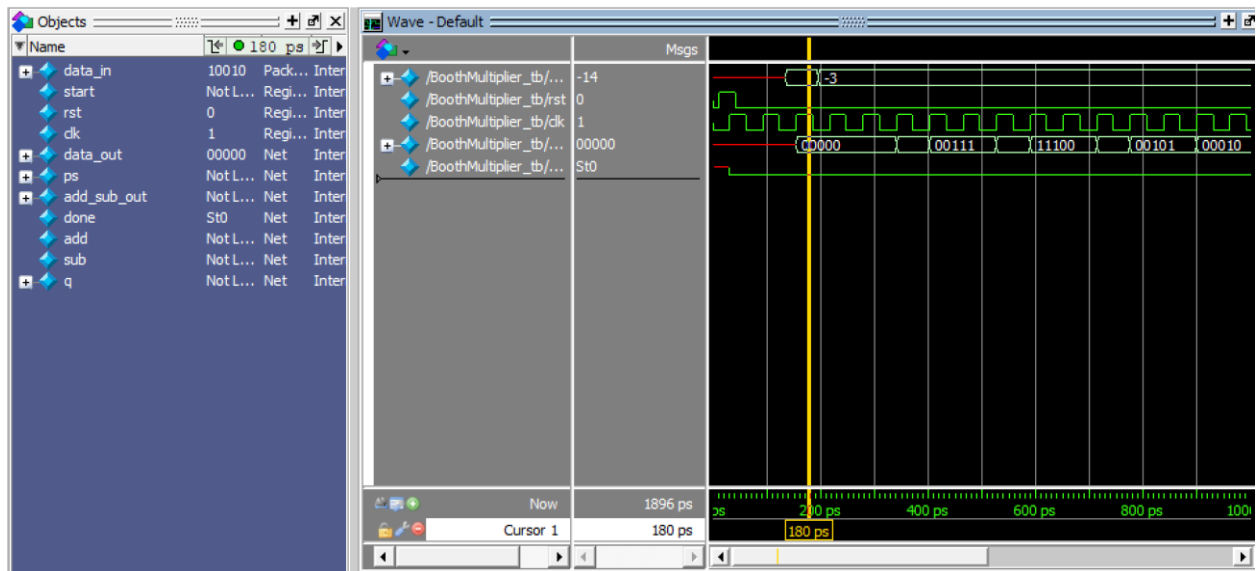 Objects
Name 180 ps
data_in 10010 Pack... Inter
start Not L... Regi... Inter
rst 0 Regi... Inter
clk 1 Regi... Inter
data_out 00000 Net Inter
ps Not L... Net Inter
add_sub_out Not L... Net Inter
done St0 Net Inter
add Not L... Net Inter
sub Not L... Net Inter
q Not L... Net Inter
Wave - Default
Msgs
/BoothMultiplier_tb/... -14 -3
/BoothMultiplier_tb/rst 0
/BoothMultiplier_tb/clk 1
/BoothMultiplier_tb/... 00000 00000 00111 11100 00101 00010
/BoothMultiplier_tb/... St0
Now 1896 ps ps 200 ps 400 ps 600 ps 800 ps 100
Cursor 1 180 ps 180 ps